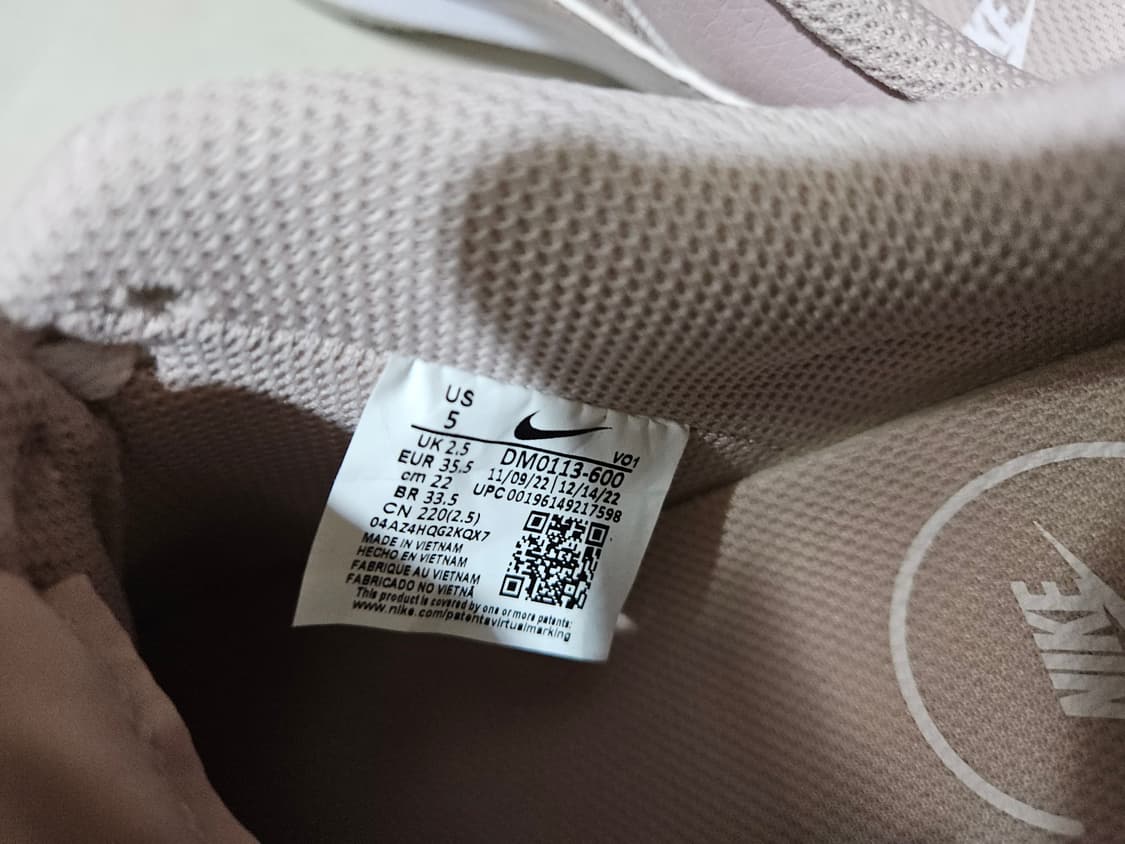 NIKE
US
5
UK 2.5
EUR 35.5
cm 22
BR 33.5
CN 220(2.5)
04AZ4HQG2KQX7
MADE IN VIETNAM
HECHO EN VIETNAM
FABRIQUE AU VIETNAM
FABRICADO NO VIETNÃ
This product is covered by one or more patents:
www.nike.com/patentavirtualmarking
V01
DM0113-600
11/09/22|12/14/22
UPC 00196149217598
NIKE